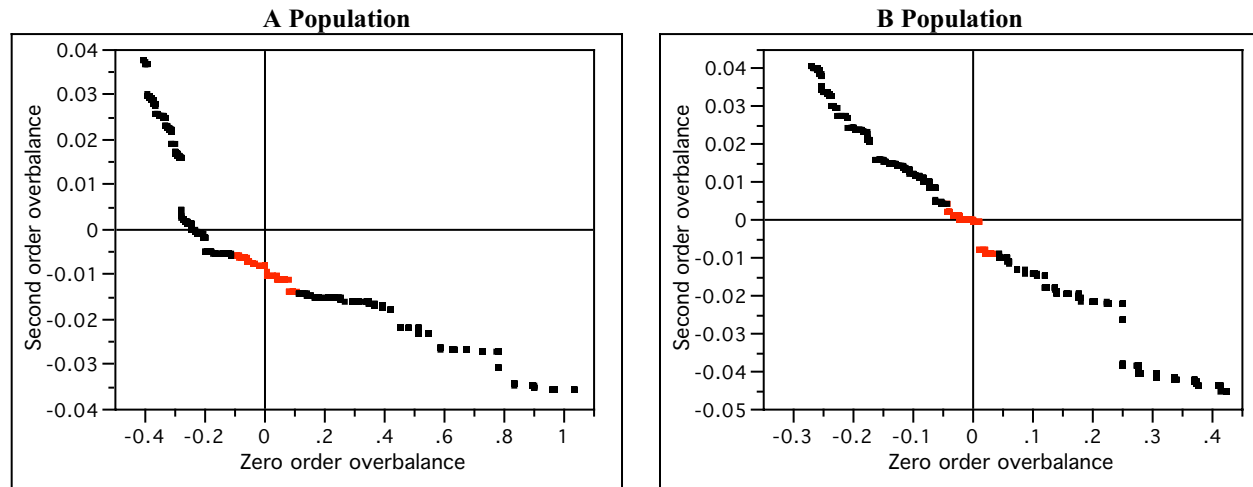 A Population
0.04
0.03
0.02
0.01
0
-0.01
-0.02
-0.03
-0.04
Second order overbalance
-0.4 -0.2 0 .2 .4 .6 .8 1
Zero order overbalance
B Population
0.04
0.03
0.02
0.01
0
-0.01
-0.02
-0.03
-0.04
-0.05
Second order overbalance
-0.3 -0.2 -0.1 0 .1 .2 .3 .4
Zero order overbalance